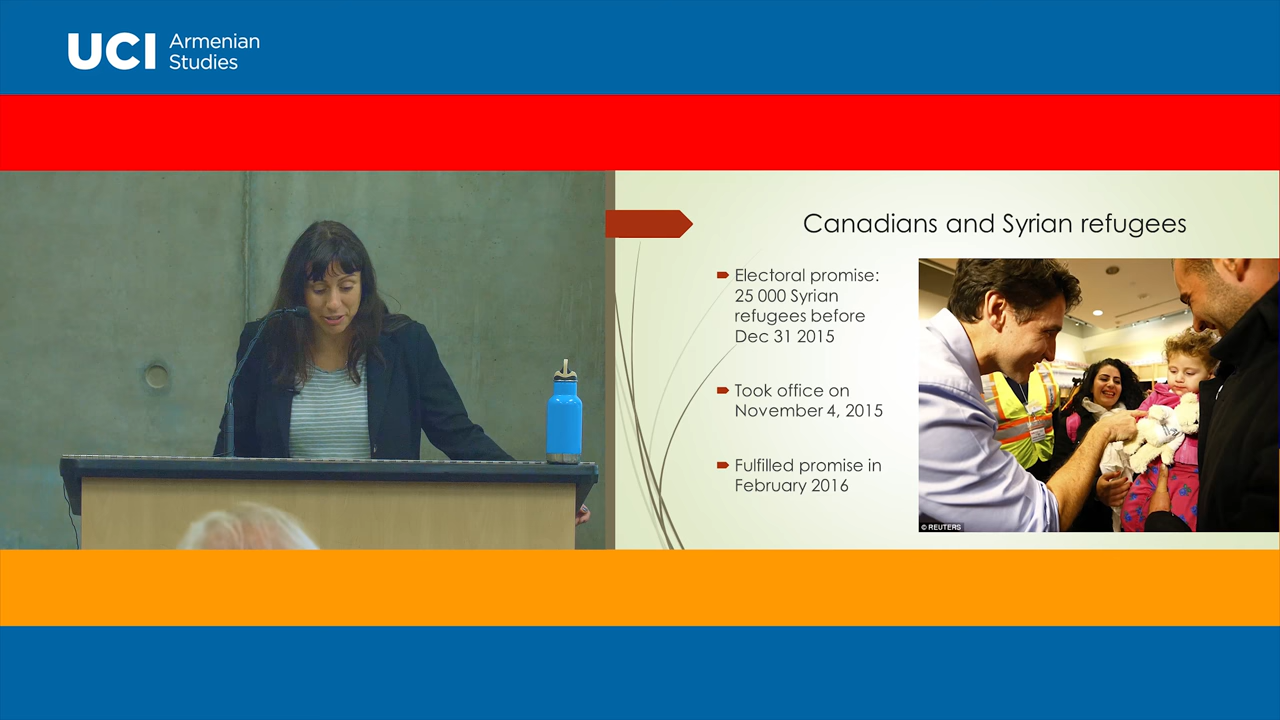 UCI Armenian
Studies
Canadians and Syrian refugees
Electoral promise:
25 000 Syrian
refugees before
Dec 31 2015
Took office on
November 4, 2015
Fulfilled promise in
February 2016
© REUTERS